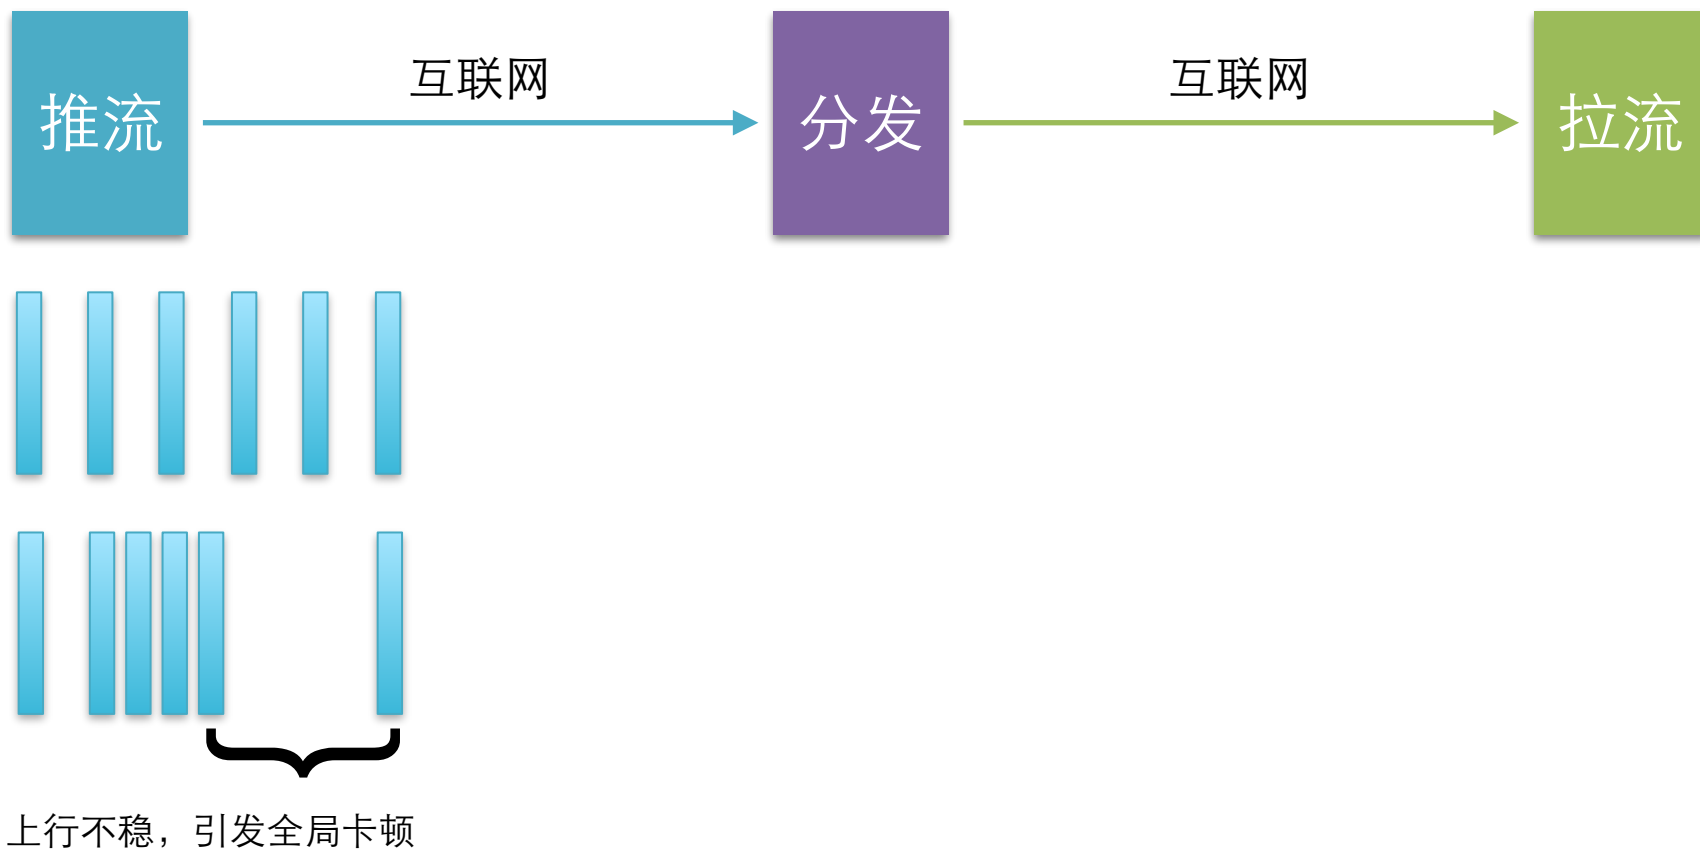 推流
互联网
分发
互联网
拉流
上行不稳，引发全局卡顿